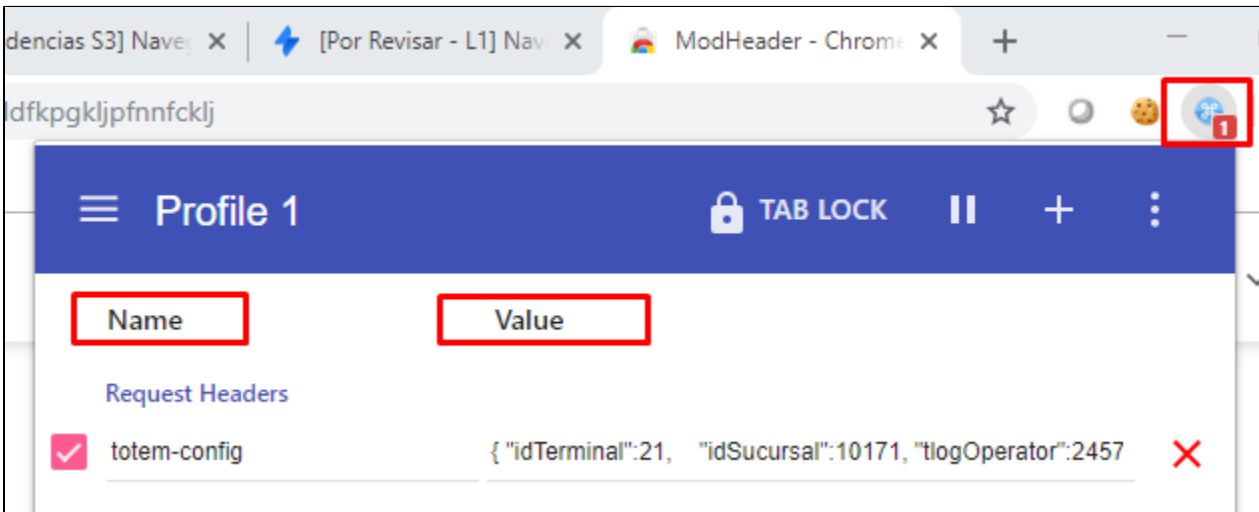 dencias S3] Naveg
[Por Revisar - L1] Nav
ModHeader - Chrome
ldfkpgkljpfnnfcklj
1
Profile 1
TAB LOCK
Name Value
Request Headers
totem-config { "idTerminal":21, "idSucursal":10171, "tlogOperator":2457